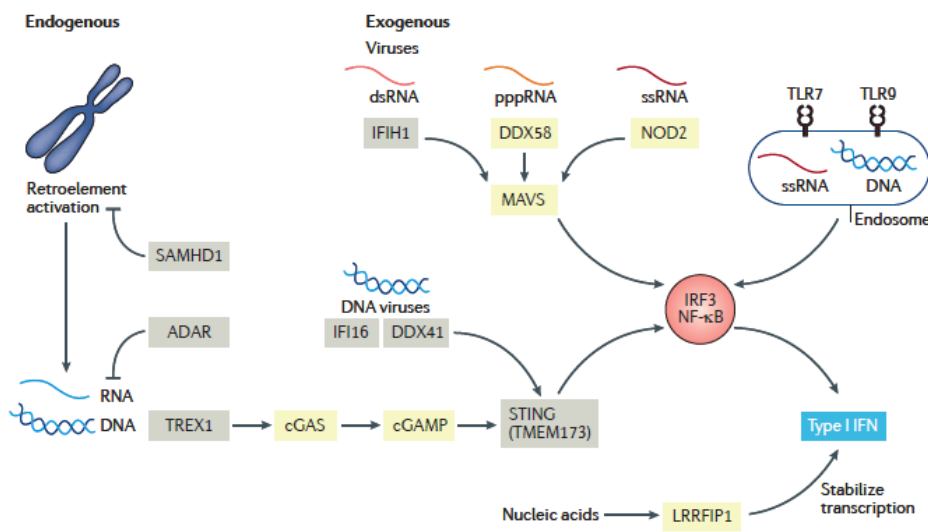 Endogenous
Exogenous
Viruses
dsRNA
pppRNA
ssRNA
TLR7
TLR9
IFIH1
DDX58
NOD2
ssRNA
DNA
MAVS
Endosome
Retroelement
activation
SAMHD1
IRF3
NF-κB
DNA viruses
IFI16
DDX41
ADAR
RNA
DNA
TREX1
cGAS
cGAMP
STING
(TMEM173)
Type I IFN
Stabilize
transcription
Nucleic acids
LRRFIP1